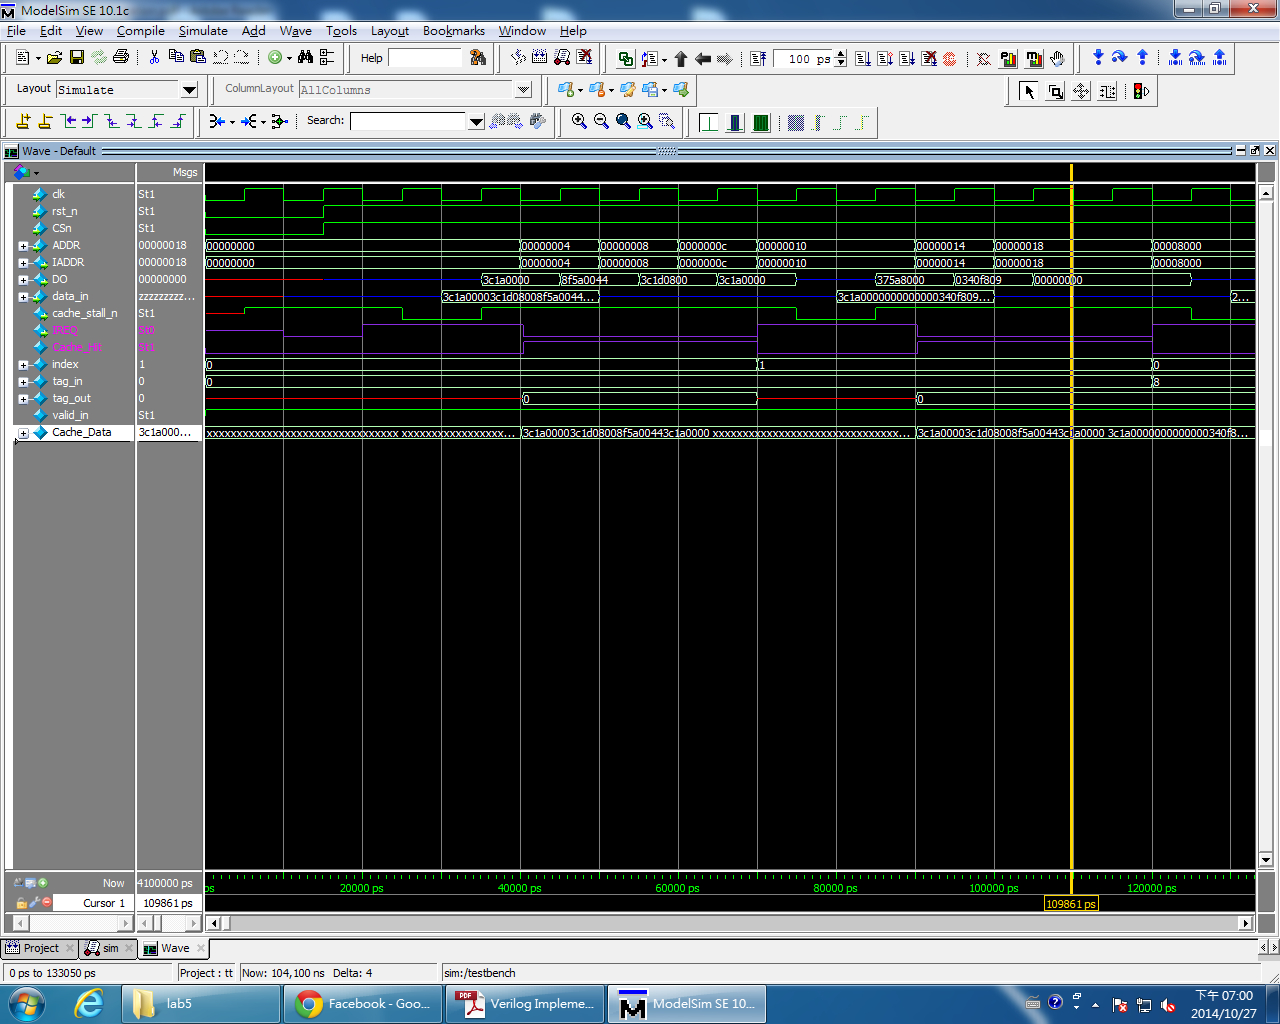 ModelSim SE 10.1c
File Edit View Compile Simulate Add Wave Tools Layout Bookmarks Window Help
Help
100 ps
Layout Simulate
ColumnLayout AllColumns
Search:
Wave - Default
Msgs
clk St1
rst_n St1
CSn St1
ADDR 00000018 00000000 00000004 00000008 0000000c 00000010 00000014 00000018 00008000
IADDR 00000018 00000000 00000004 00000008 0000000c 00000010 00000014 00000018 00008000
DO 00000000 3c1a0000 8f5a0044 3c1d0800 3c1a0000 375a8000 0340f809 00000000
data_in zzzzzzzzz... 3c1a00003c1d08008f5a0044... 3c1a0000000000000340f809... 2...
cache_stall_n St1
IREQ St0
Cache_Hit St1
index 1 0 1 0
tag_in 0 0 8
tag_out 0 0 0
valid_in St1
Cache_Data 3c1a000... xxxxxxxxxxxxxxxxxxxxxxxxxxxxxxxx xxxxxxxxxxxxxxxxx... 3c1a00003c1d08008f5a00443c1a0000 xxxxxxxxxxxxxxxxxxxxxxxxxxxxx... 3c1a00003c1d08008f5a00443c1a0000 3c1a0000000000000340f8...
Now 4100000 ps ps 20000 ps 40000 ps 60000 ps 80000 ps 100000 ps 120000 ps
Cursor 1 109861 ps 109861 ps
Project sim Wave
0 ps to 133050 ps Project : tt Now: 104,100 ns Delta: 4 sim:/testbench
lab5 Facebook - Goo... Verilog Impleme... ModelSim SE 10...
下午 07:00
2014/10/27